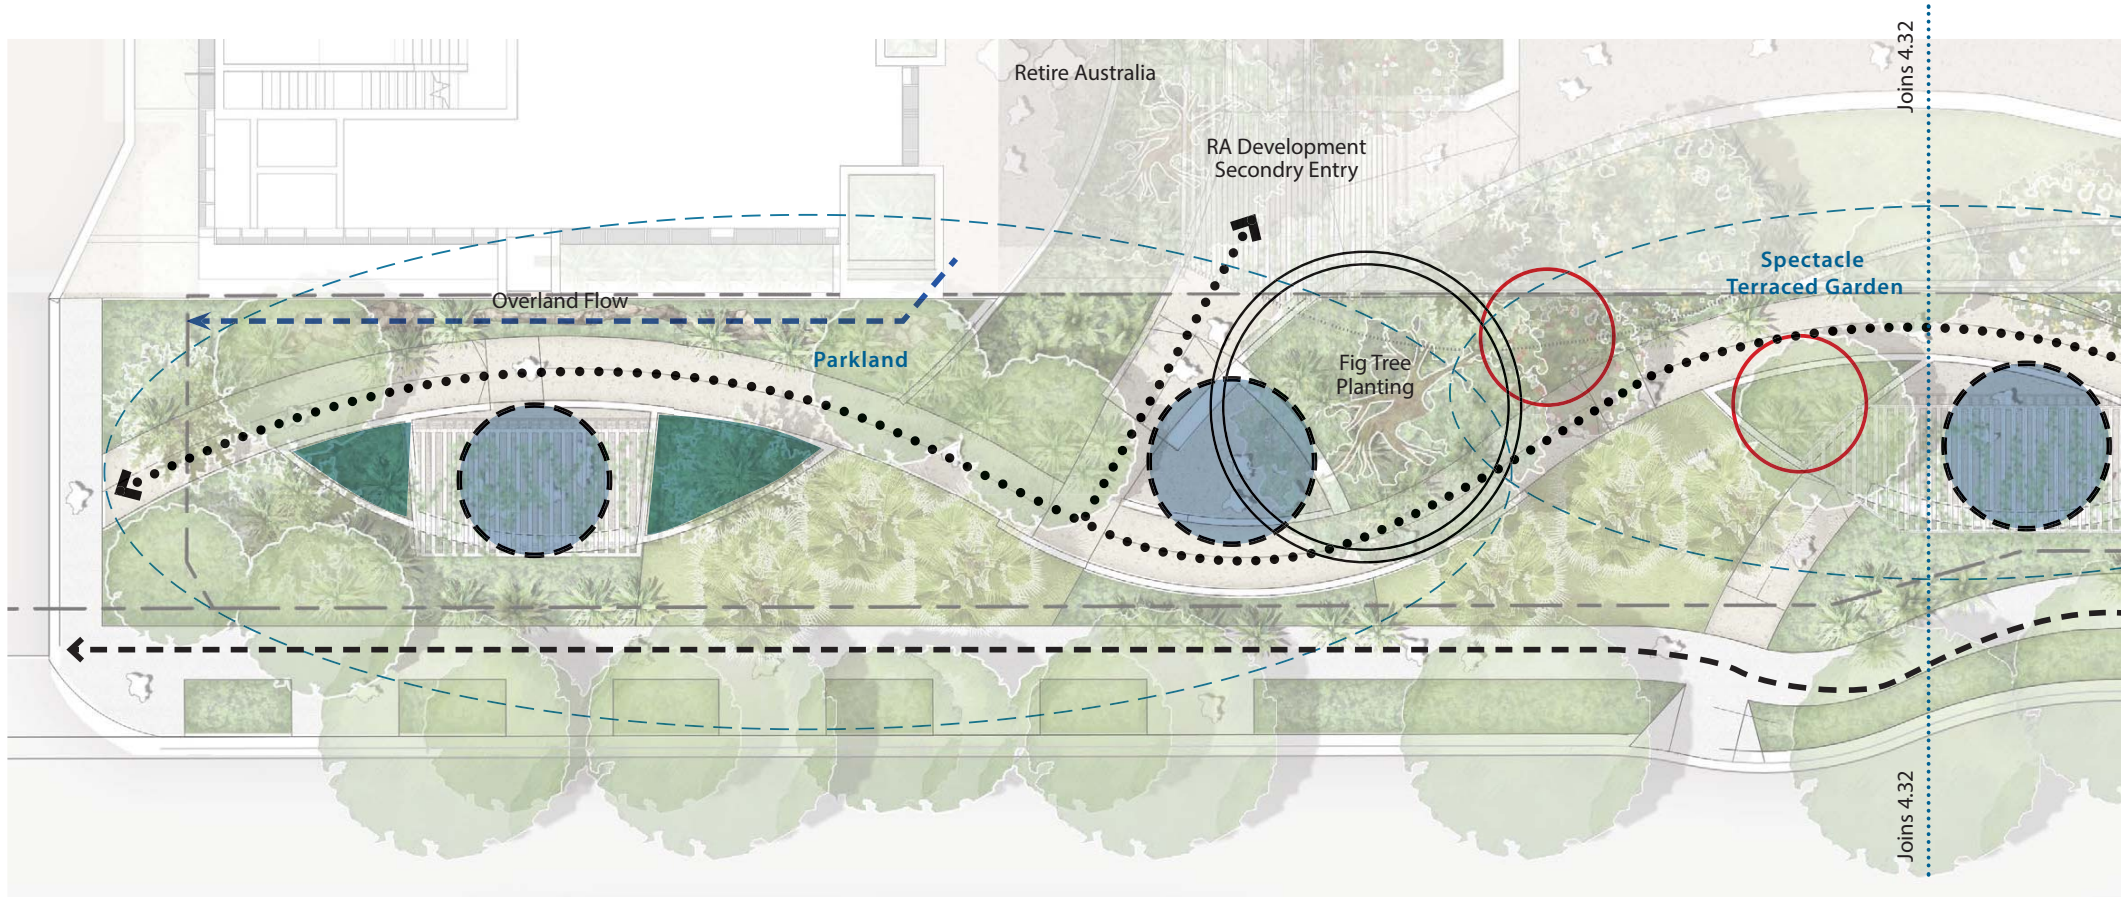 Retire Australia
Joins 4.32
RA Development
Secondry Entry
Spectacle
Terraced Garden
Overland Flow
Parkland
Fig Tree
Planting
Joins 4.32